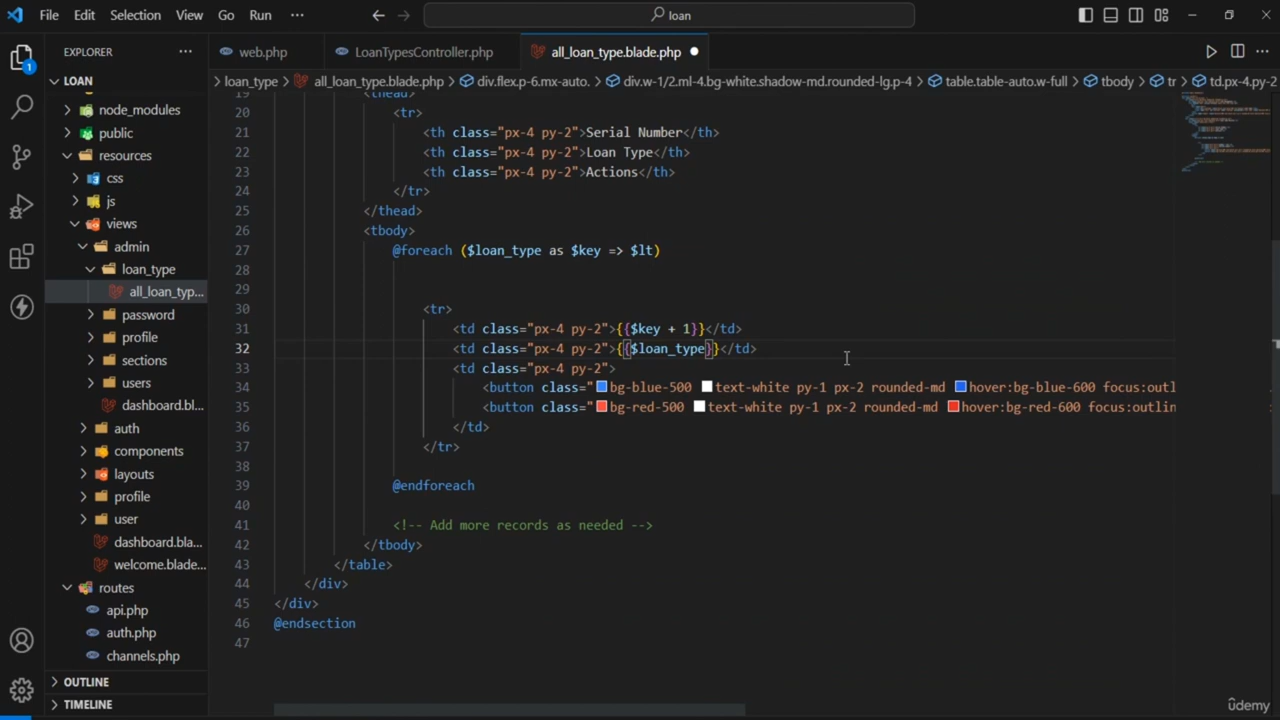 File Edit Selection View Go Run ··· loan
EXPLORER ···
web.php LoanTypesController.php all_loan_type.blade.php
loan_type > all_loan_type.blade.php > div.flex.p-6.mx-auto. > div.w-1/2.ml-4.bg-white.shadow-md.rounded-lg.p-4 > table.table-auto.w-full > tbody > tr > td.px-4.py-2
LOAN
node_modules
public
resources
css
js
views
admin
loan_type
all_loan_typ...
password
profile
sections
users
dashboard.bl...
auth
components
layouts
profile
user
dashboard.bla...
welcome.blade...
routes
api.php
auth.php
channels.php
OUTLINE
TIMELINE
1
19 <thead>
20 <tr>
21 <th class="px-4 py-2">Serial Number</th>
22 <th class="px-4 py-2">Loan Type</th>
23 <th class="px-4 py-2">Actions</th>
24 </tr>
25 </thead>
26 <tbody>
27 @foreach ($loan_type as $key => $lt)
28
29
30 <tr>
31 <td class="px-4 py-2">{{$key + 1}}</td>
32 <td class="px-4 py-2">{{$loan_type}}</td>
33 <td class="px-4 py-2">
34 <button class="bg-blue-500 text-white py-1 px-2 rounded-md hover:bg-blue-600 focus:outl
35 <button class="bg-red-500 text-white py-1 px-2 rounded-md hover:bg-red-600 focus:outlin
36 </td>
37 </tr>
38
39 @endforeach
40
41 <!-- Add more records as needed -->
42 </tbody>
43 </table>
44 </div>
45 </div>
46 @endsection
47
ûdemy